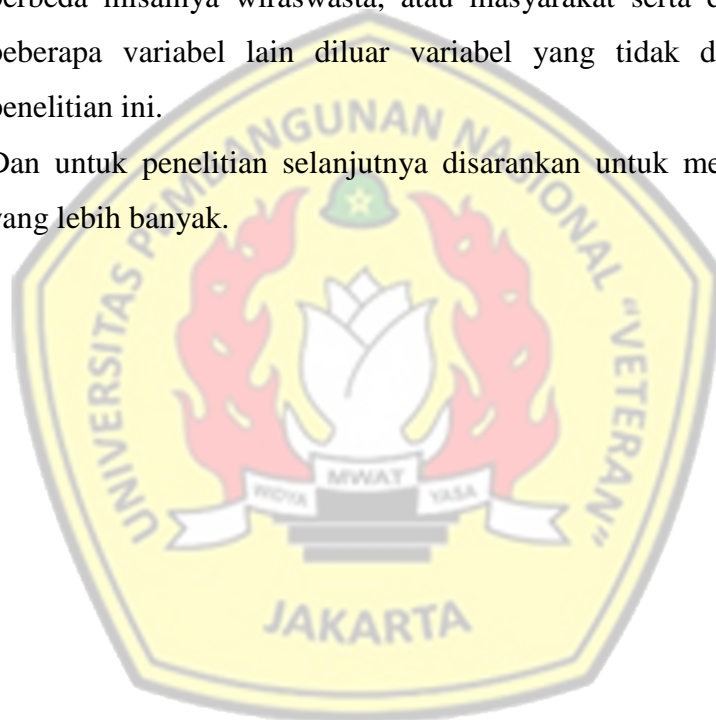 berbeda misalnya wiraswasta, atau masyarakat serta
beberapa variabel lain diluar variabel yang tidak
penelitian ini.
Dan untuk penelitian selanjutnya disarankan untuk
yang lebih banyak.
UNIVERSITAS PEMBANGUNAN NASIONAL "VETERAN"
WIDYA MWAT YASA
JAKARTA